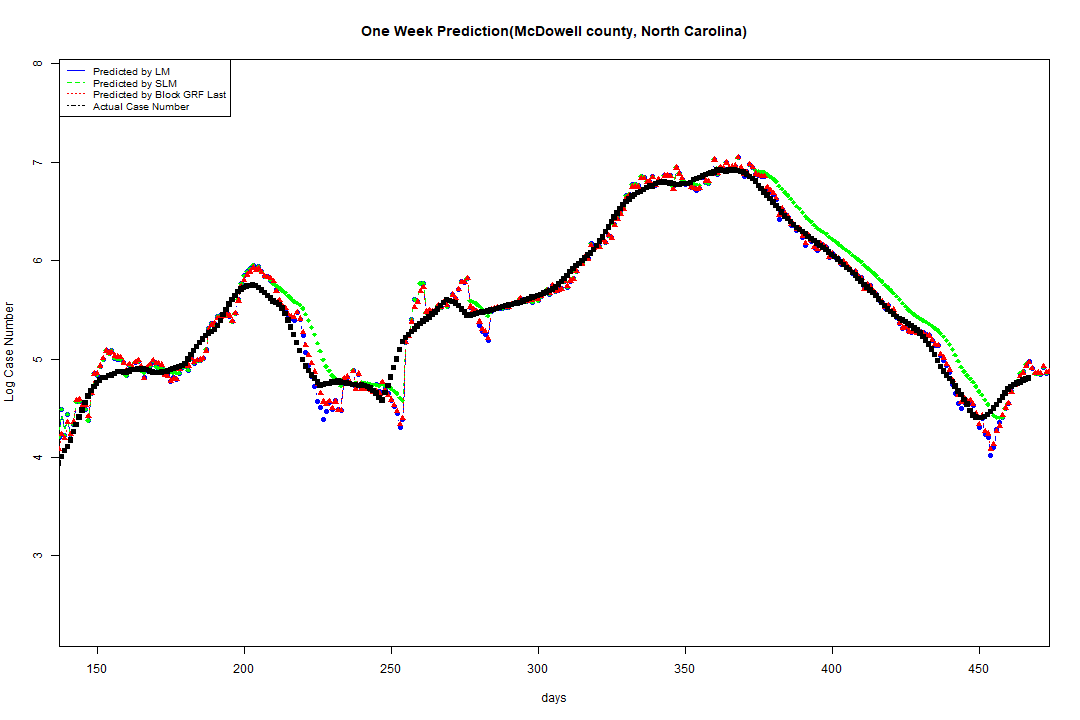 One Week Prediction(McDowell county, North Carolina)
Predicted by LM
Predicted by SLM
Predicted by Block GRF Last
Actual Case Number
8
7
6
5
4
3
Log Case Number
150 200 250 300 350 400 450
days